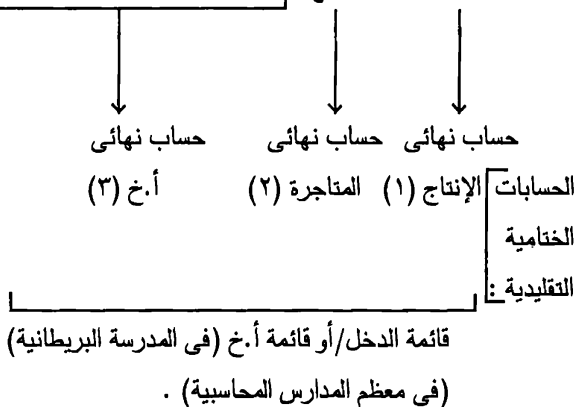 حساب نهائى حساب نهائى حساب نهائى
الحسابات الإنتاج (١) المتاجرة (٢) أ.خ (٣)
الختامية
التقليدية :
قائمة الدخل/أو قائمة أ.خ (فى المدرسة البريطانية)
(فى معظم المدارس المحاسبية) .